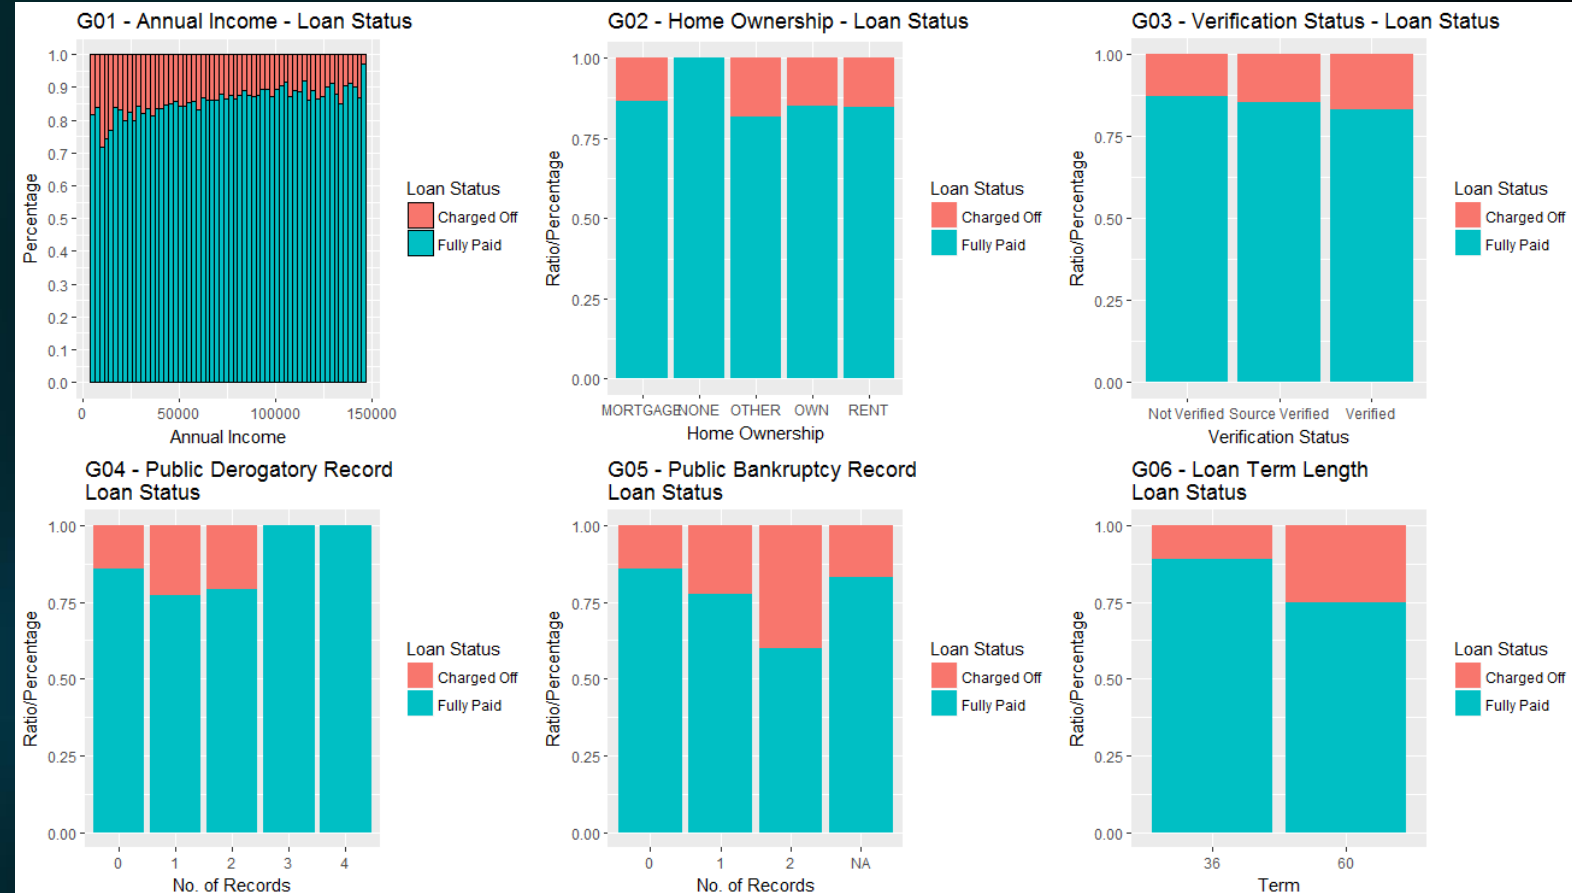 G01 - Annual Income - Loan Status
1.0
0.9
0.8
0.7
0.6
0.5
0.4
0.3
0.2
0.1
0.0
Percentage
0 50000 100000 150000
Annual Income
Loan Status
Charged Off
Fully Paid
G02 - Home Ownership - Loan Status
1.00
0.75
0.50
0.25
0.00
Ratio/Percentage
MORTGAGE NONE OTHER OWN RENT
Home Ownership
Loan Status
Charged Off
Fully Paid
G03 - Verification Status - Loan Status
1.00
0.75
0.50
0.25
0.00
Ratio/Percentage
Not Verified Source Verified Verified
Verification Status
Loan Status
Charged Off
Fully Paid
G04 - Public Derogatory Record
Loan Status
1.00
0.75
0.50
0.25
0.00
Ratio/Percentage
0 1 2 3 4
No. of Records
Loan Status
Charged Off
Fully Paid
G05 - Public Bankruptcy Record
Loan Status
1.00
0.75
0.50
0.25
0.00
Ratio/Percentage
0 1 2 NA
No. of Records
Loan Status
Charged Off
Fully Paid
G06 - Loan Term Length
Loan Status
1.00
0.75
0.50
0.25
0.00
Ratio/Percentage
36 60
Term
Loan Status
Charged Off
Fully Paid